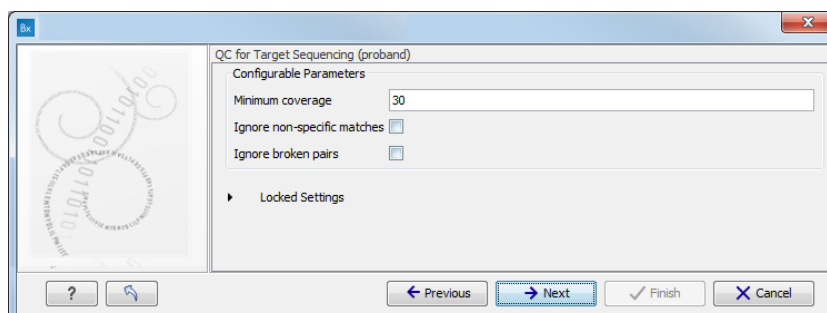 Bx
QC for Target Sequencing (proband)
Configurable Parameters
Minimum coverage 30
Ignore non-specific matches
Ignore broken pairs
Locked Settings
? Previous Next Finish Cancel